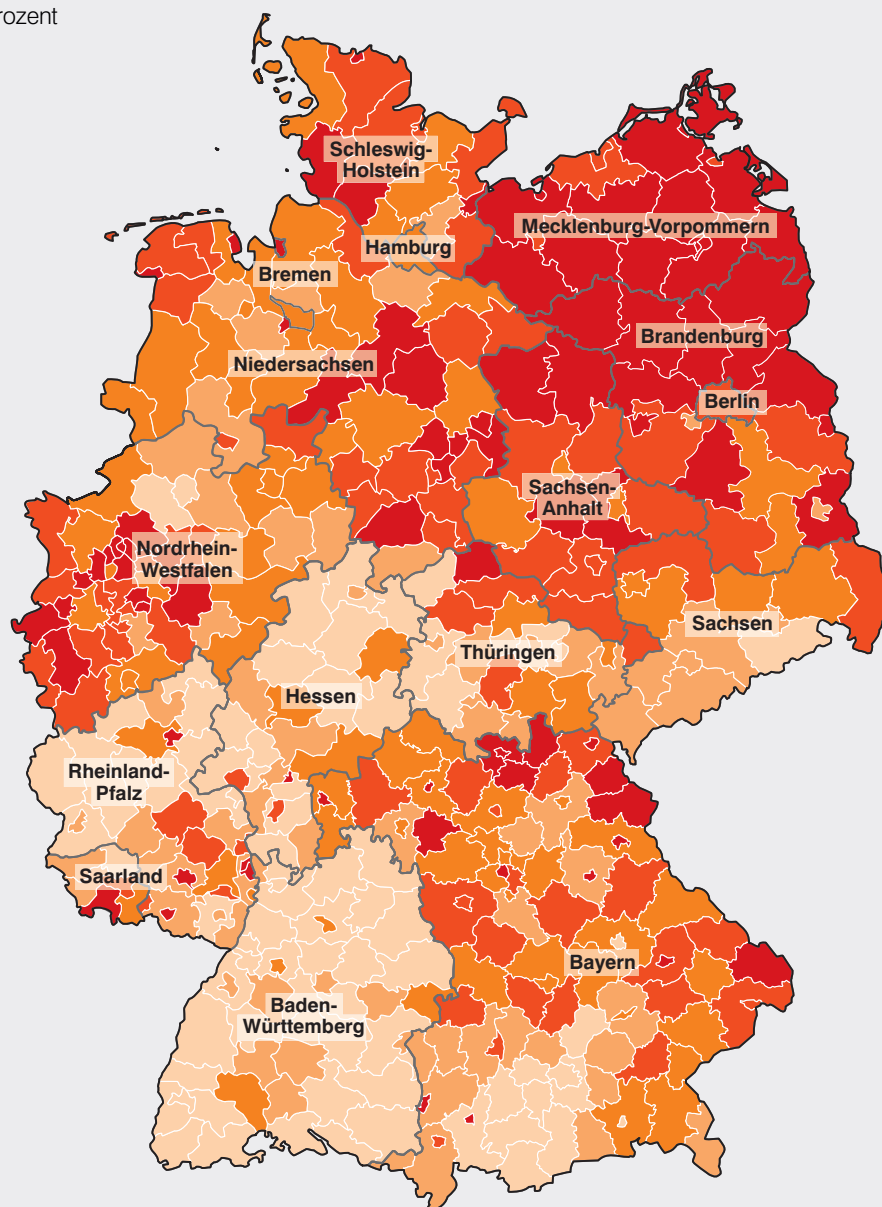 rozent
Schleswig-
Holstein
Mecklenburg-Vorpommern
Hamburg
Bremen
Brandenburg
Niedersachsen
Berlin
Sachsen-
Anhalt
Nordrhein-
Westfalen
Sachsen
Thüringen
Hessen
Rheinland-
Pfalz
Saarland
Bayern
Baden-
Württemberg